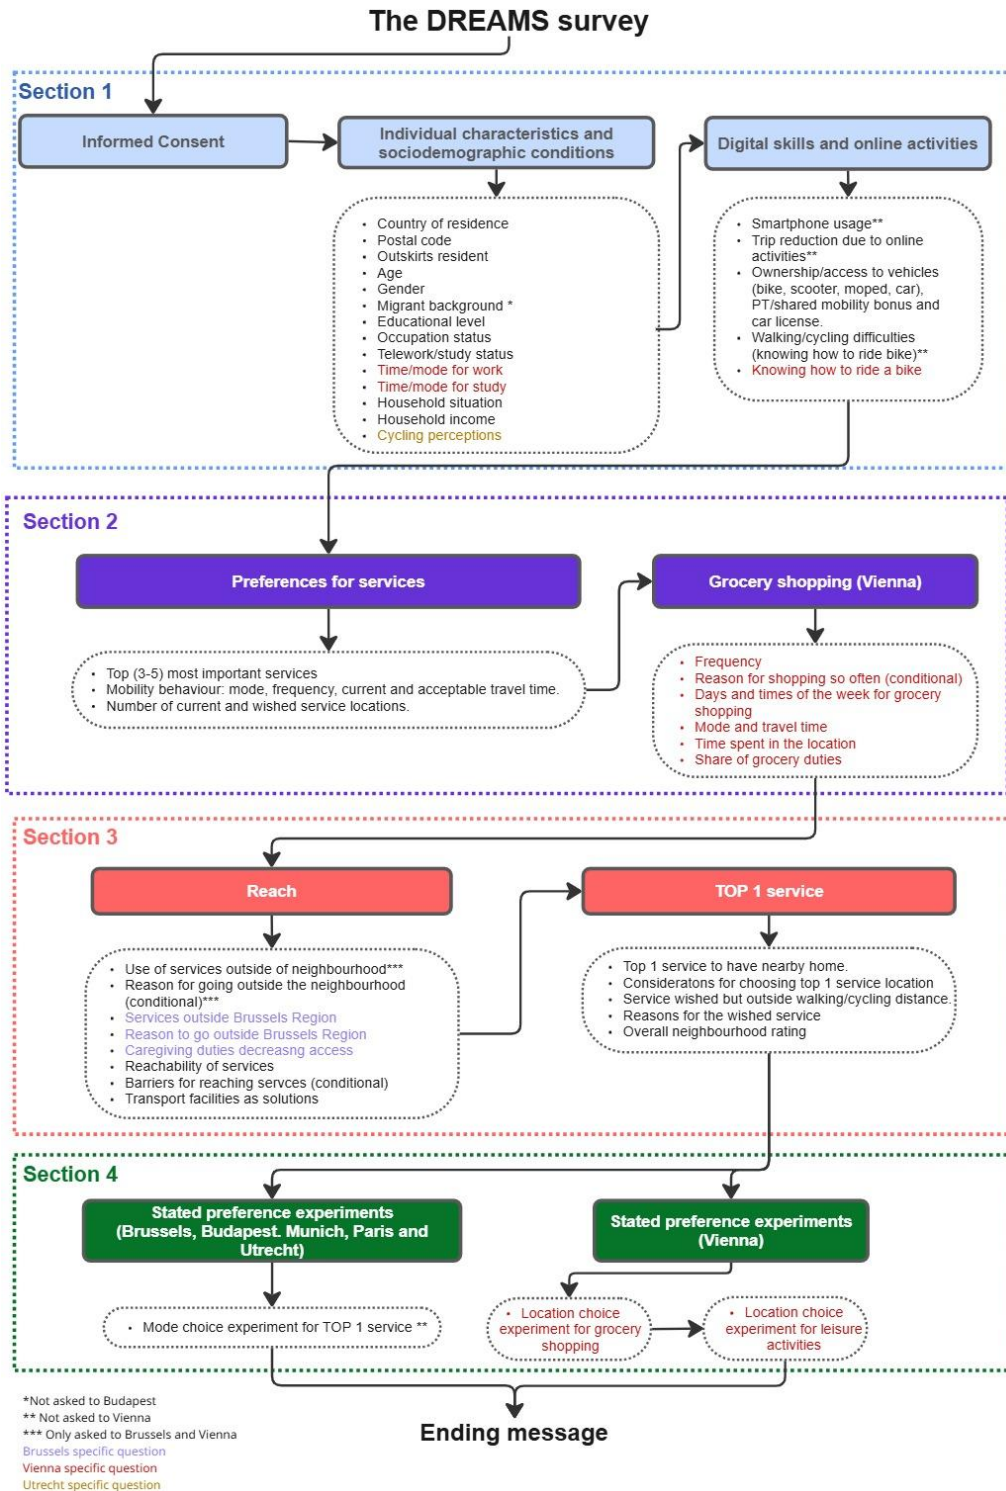 The DREAMS survey
Section 1
Informed Consent
Individual characteristics and
sociodemographic conditions
Digital skills and online activities
• Country of residence
• Postal code
• Outskirts resident
• Age
• Gender
• Migrant background *
• Educational level
• Occupation status
• Telework/study status
• Time/mode for work
• Time/mode for study
• Household situation
• Household income
• Cycling perceptions
• Smartphone usage**
• Trip reduction due to online
activities**
• Ownership/access to vehicles
(bike, scooter, moped, car),
PT/shared mobility bonus and
car license.
• Walking/cycling difficulties
(knowing how to ride bike)**
• Knowing how to ride a bike
Section 2
Preferences for services
Grocery shopping (Vienna)
• Top (3-5) most important services
• Mobility behaviour: mode, frequency, current and acceptable travel time.
• Number of current and wished service locations.
• Frequency
• Reason for shopping so often (conditional)
• Days and times of the week for grocery
shopping
• Mode and travel time
• Time spent in the location
• Share of grocery duties
Section 3
Reach
TOP 1 service
• Use of services outside of neighbourhood***
• Reason for going outside the neighbourhood
(conditional)***
• Services outside Brussels Region
• Reason to go outside Brussels Region
• Caregiving duties decreasng access
• Reachability of services
• Barriers for reaching servces (conditional)
• Transport facilities as solutions
• Top 1 service to have nearby home.
• Consideratons for choosing top 1 service location
• Service wished but outside walking/cycling distance.
• Reasons for the wished service
• Overall neighbourhood rating
Section 4
Stated preference experiments
(Brussels, Budapest. Munich, Paris and
Utrecht)
Stated preference experiments
(Vienna)
• Mode choice experiment for TOP 1 service **
• Location choice
experiment for grocery
shopping
• Location choice
experiment for leisure
activities
Ending message
*Not asked to Budapest
** Not asked to Vienna
*** Only asked to Brussels and Vienna
Brussels specific question
Vienna specific question
Utrecht specific question